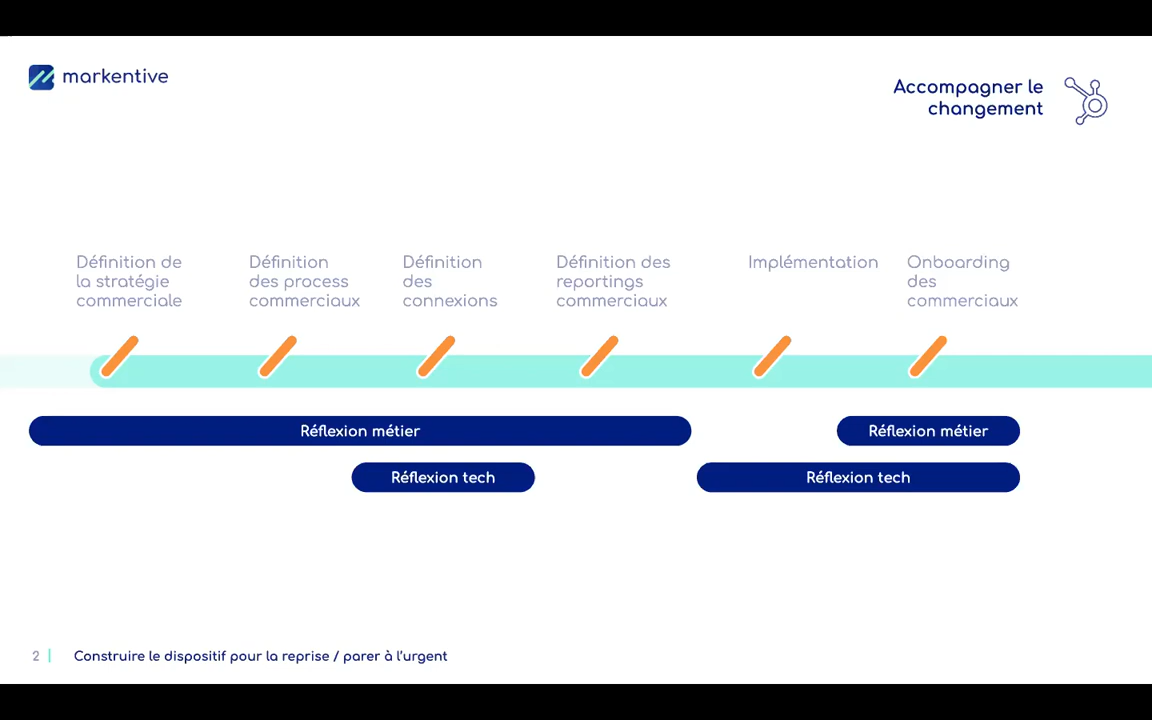 markentive
Accompagner le
changement
Définition de
la stratégie
commerciale
Définition
des process
commerciaux
Définition
des
connexions
Définition des
reportings
commerciaux
Implémentation
Onboarding
des
commerciaux
Réflexion métier
Réflexion métier
Réflexion tech
Réflexion tech
2
Construire le dispositif pour la reprise / parer à l’urgent